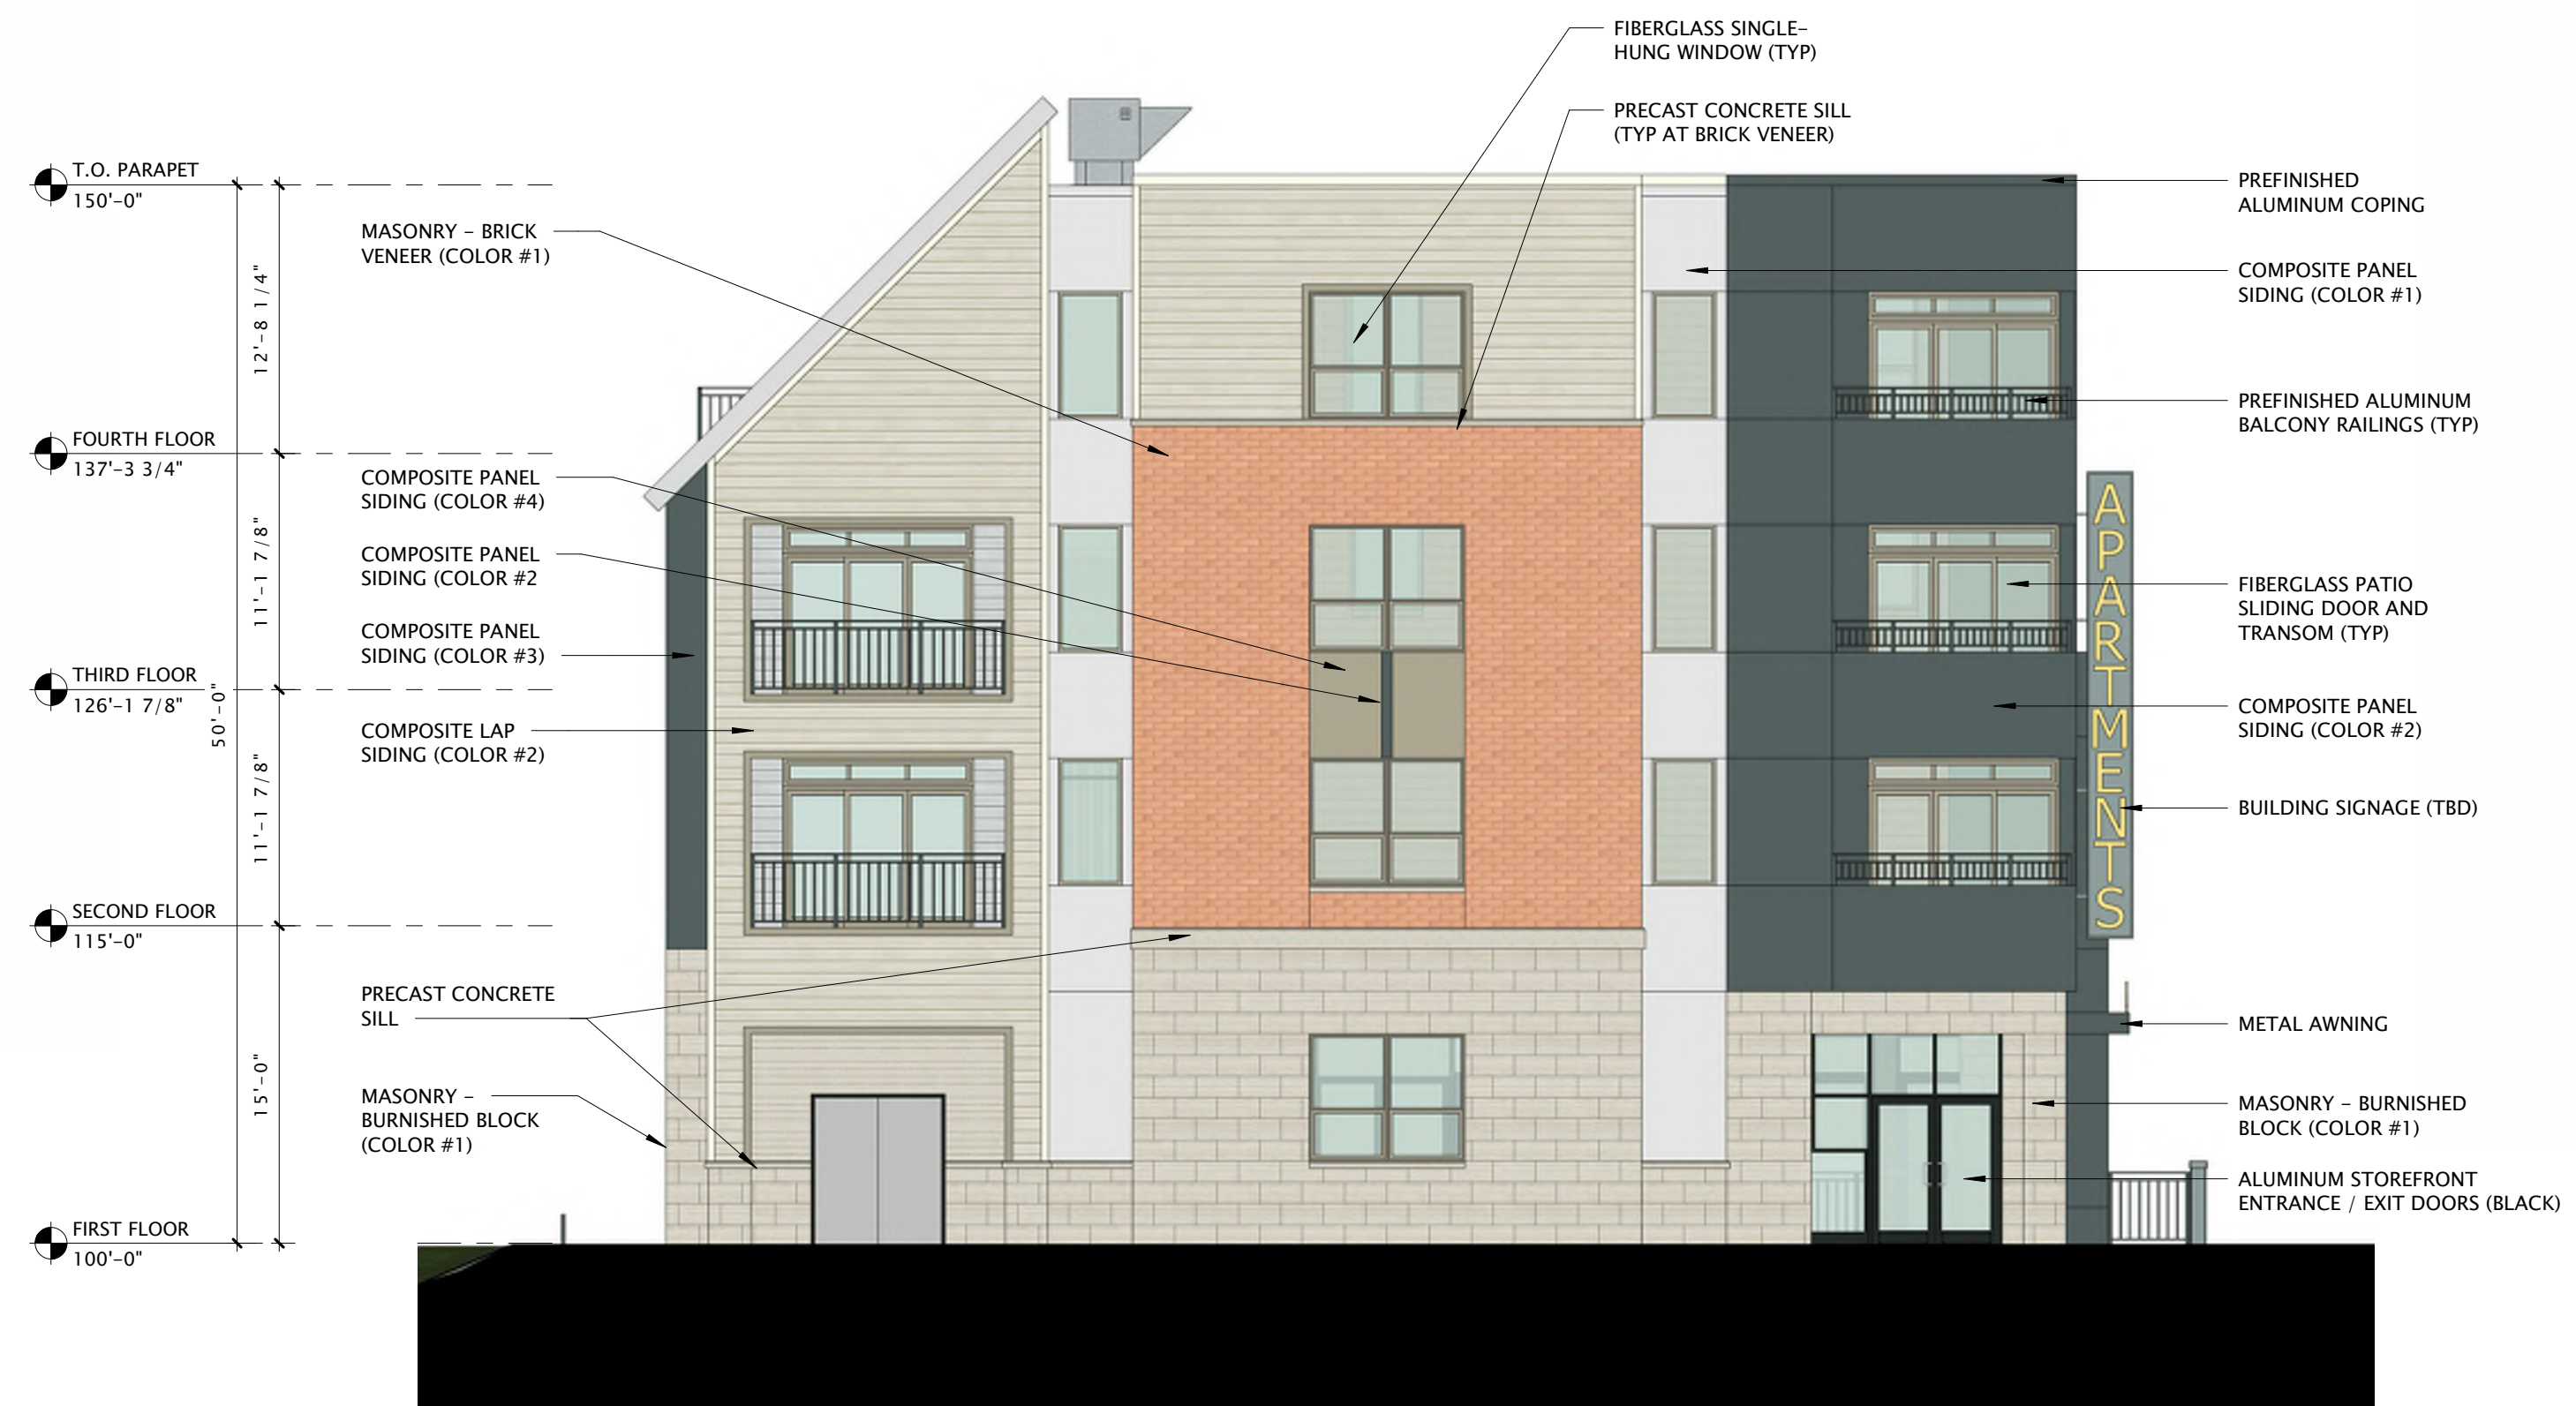 FIBERGLASS SINGLE-
HUNG WINDOW (TYP)
PRECAST CONCRETE SILL
(TYP AT BRICK VENEER)
T.O. PARAPET
150'-0"
FOURTH FLOOR
137'-3 3/4"
THIRD FLOOR
126'-1 7/8"
SECOND FLOOR
115'-0"
FIRST FLOOR
100'-0"
50'-0"
12'-8 1/4"
11'-1 7/8"
11'-1 7/8"
15'-0"
MASONRY - BRICK
VENEER (COLOR #1)
COMPOSITE PANEL
SIDING (COLOR #4)
COMPOSITE PANEL
SIDING (COLOR #2
COMPOSITE PANEL
SIDING (COLOR #3)
COMPOSITE LAP
SIDING (COLOR #2)
PRECAST CONCRETE
SILL
MASONRY -
BURNISHED BLOCK
(COLOR #1)
APARTMENTS
PREFINISHED
ALUMINUM COPING
COMPOSITE PANEL
SIDING (COLOR #1)
PREFINISHED ALUMINUM
BALCONY RAILINGS (TYP)
FIBERGLASS PATIO
SLIDING DOOR AND
TRANSOM (TYP)
COMPOSITE PANEL
SIDING (COLOR #2)
BUILDING SIGNAGE (TBD)
METAL AWNING
MASONRY - BURNISHED
BLOCK (COLOR #1)
ALUMINUM STOREFRONT
ENTRANCE / EXIT DOORS (BLACK)